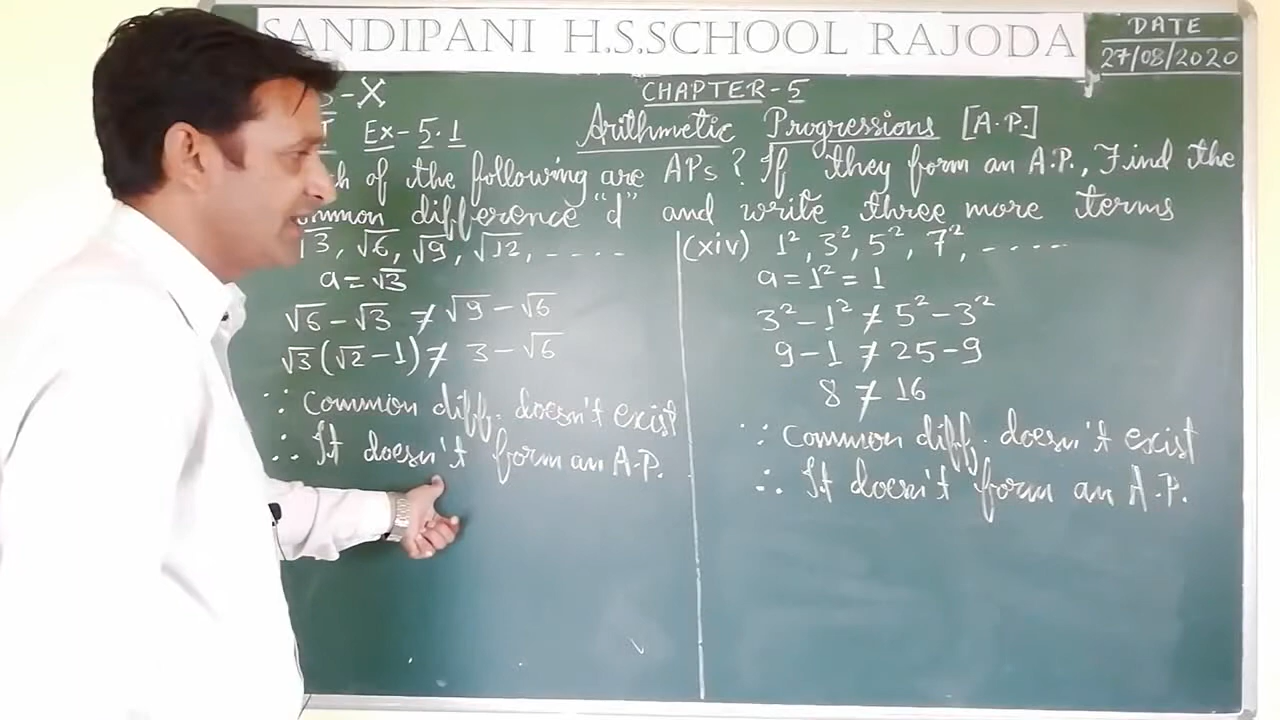 SANDIPANI H.S.SCHOOL RAJODA
DATE
27/08/2020
-X
CHAPTER-5
Ex-5.1
Arithmetic Progressions [A.P.]
of the following are APs? If they form an A.P., Find the
difference "d" and write three more terms
√3, √6, √9, √12, -----
a=√3
√6-√3 ≠ √9-√6
√3(√2-1) ≠ 3-√6
∵ Common diff. doesn't exist
∴ It doesn't form an A.P.
(xiv) 1², 3², 5², 7², -----
a=1²=1
3²-1² ≠ 5²-3²
9-1 ≠ 25-9
8 ≠ 16
∵ Common diff. doesn't exist
∴ It doesn't form an A.P.